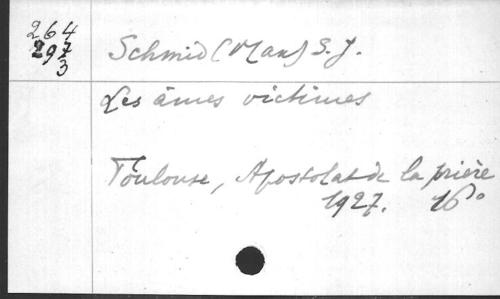 264
297
3
Schmid (Max) S. J.
Les âmes victimes
Toulouse, Apostolat de la prière
1927. 16°